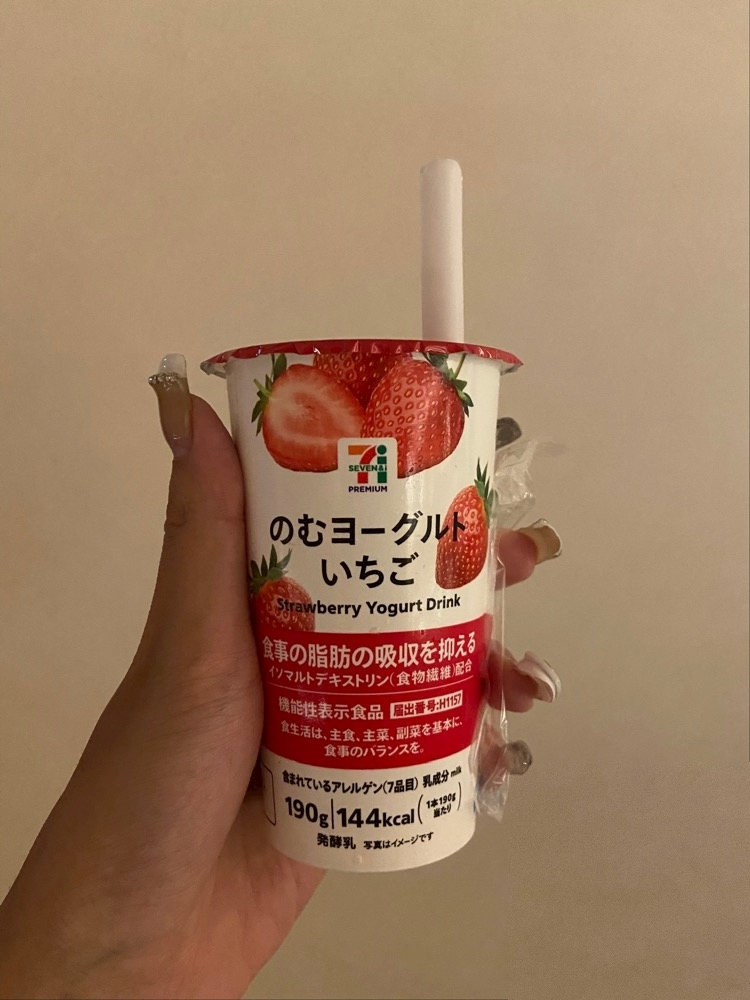 SEVEN&i
PREMIUM
のむヨーグルト
いちご
Strawberry Yogurt Drink
食事の脂肪の吸収を抑える
イソマルトデキストリン(食物繊維)配合
機能性表示食品 届出番号:H1157
食生活は、主食、主菜、副菜を基本に、
食事のバランスを。
含まれているアレルゲン(7品目) 乳成分 milk
190g 144kcal (1本190g当たり)
発酵乳 写真はイメージです